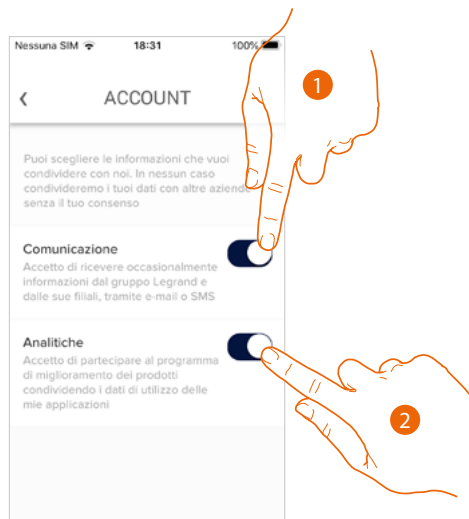 Nessuna SIM 18:31 100%
ACCOUNT
Puoi scegliere le informazioni che vuoi
condividere con noi. In nessun caso
condivideremo i tuoi dati con altre aziende
senza il tuo consenso
Comunicazione
Accetto di ricevere occasionalmente
informazioni dal gruppo Legrand e
dalle sue filiali, tramite e-mail o SMS
Analitiche
Accetto di partecipare al programma
di miglioramento dei prodotti
condividendo i dati di utilizzo delle
mie applicazioni
1
2